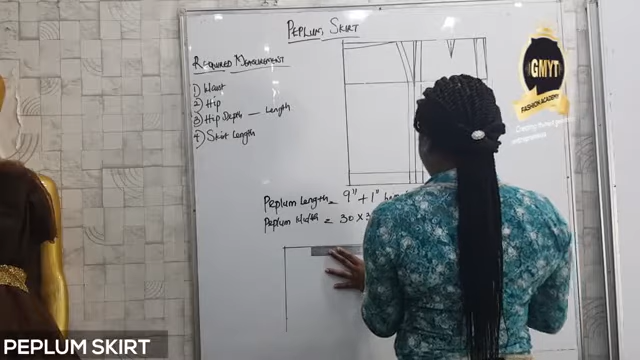 PEPLUM SKIRT
REQUIRED MEASUREMENT
1) Waist
2) Hip
3) Hip Depth — Length
4) Skirt Length
Peplum Length = 9" + 1"
Peplum Width = 30 x 3
GMYT
FASHION ACADEMY
PEPLUM SKIRT